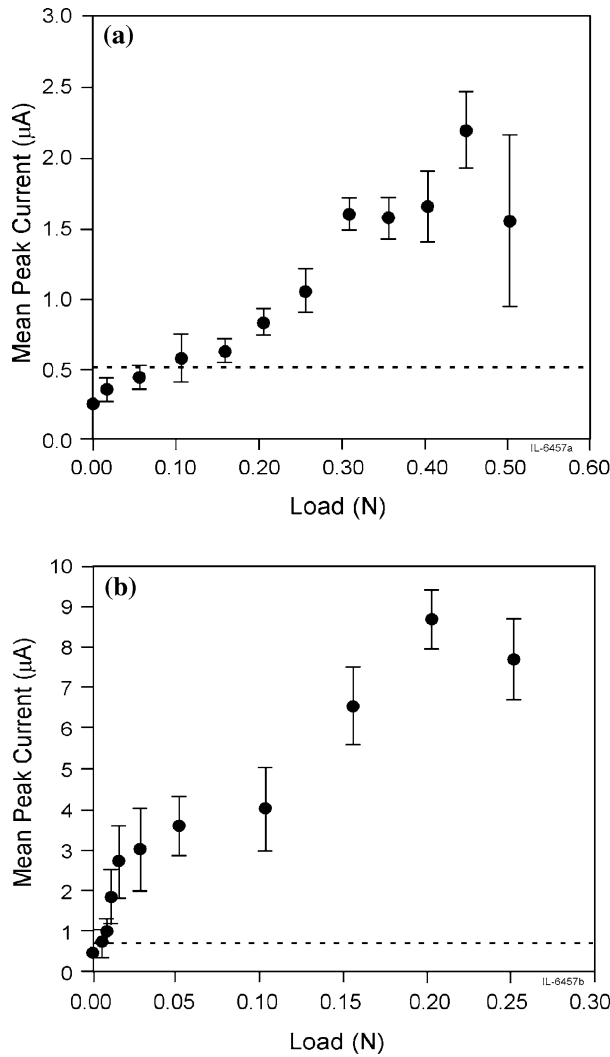 (a)
Mean Peak Current (μA)
3.0
2.5
2.0
1.5
1.0
0.5
0.0
0.00 0.10 0.20 0.30 0.40 0.50 0.60
IL-6457a
Load (N)
(b)
Mean Peak Current (μA)
10
9
8
7
6
5
4
3
2
1
0
0.00 0.05 0.10 0.15 0.20 0.25 0.30
IL-6457b
Load (N)